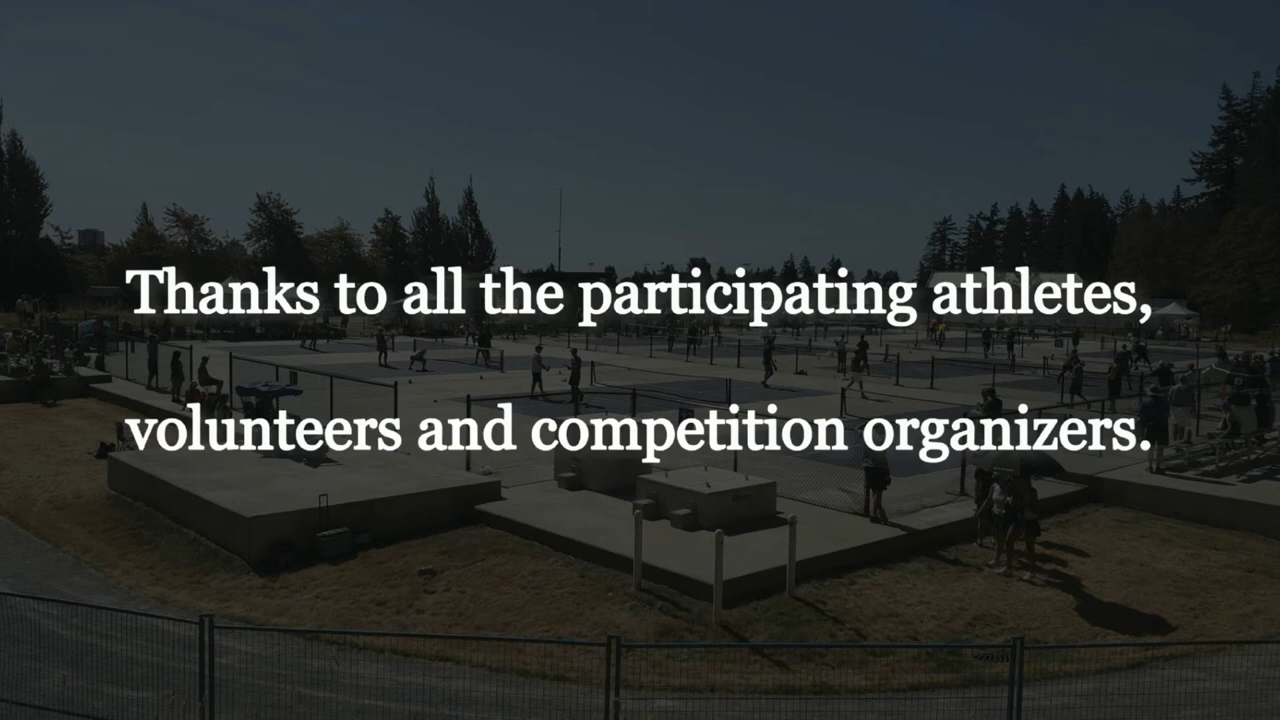 Thanks to all the participating athletes,
volunteers and competition organizers.